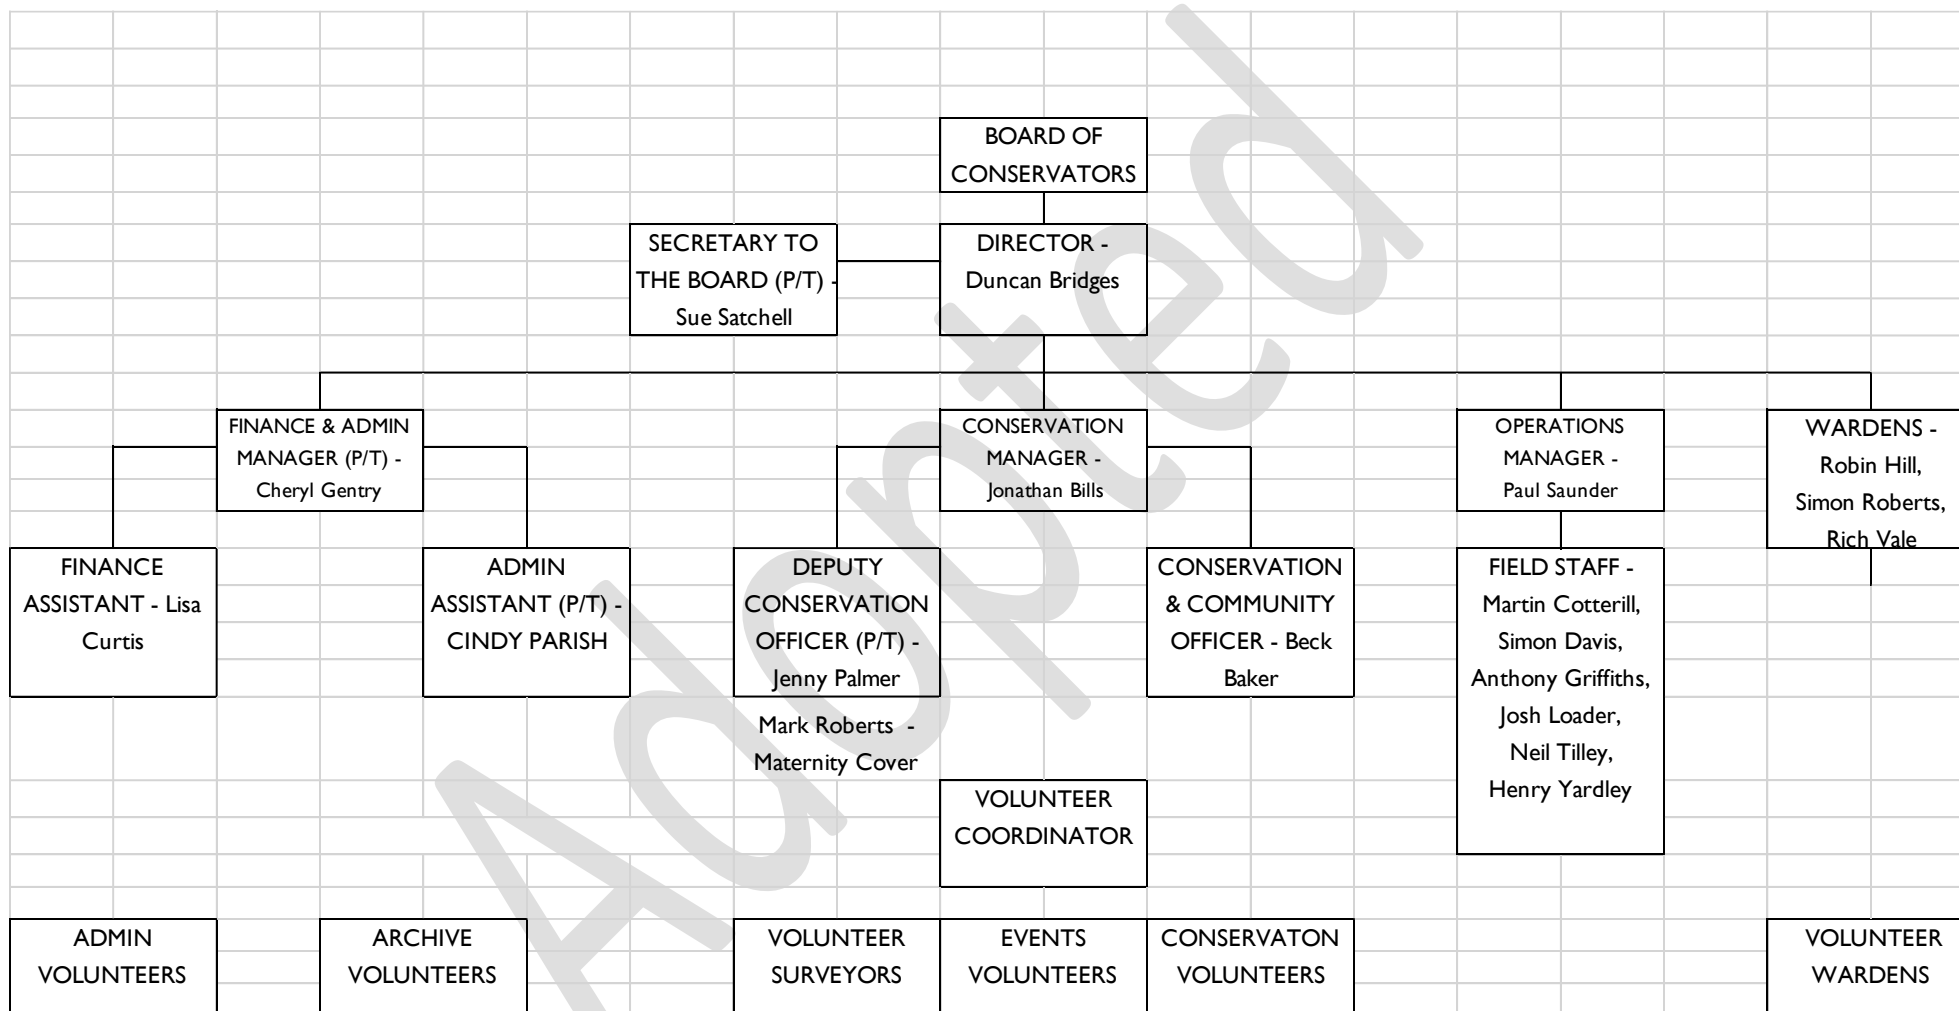 BOARD OF
CONSERVATORS
SECRETARY TO
THE BOARD (P/T) -
Sue Satchell
DIRECTOR -
Duncan Bridges
FINANCE & ADMIN
MANAGER (P/T) -
Cheryl Gentry
CONSERVATION
MANAGER -
Jonathan Bills
OPERATIONS
MANAGER -
Paul Saunder
WARDENS -
Robin Hill,
Simon Roberts,
Rich Vale
FINANCE
ASSISTANT - Lisa
Curtis
ADMIN
ASSISTANT (P/T) -
CINDY PARISH
DEPUTY
CONSERVATION
OFFICER (P/T) -
Jenny Palmer
Mark Roberts -
Maternity Cover
CONSERVATION
& COMMUNITY
OFFICER - Beck
Baker
FIELD STAFF -
Martin Cotterill,
Simon Davis,
Anthony Griffiths,
Josh Loader,
Neil Tilley,
Henry Yardley
VOLUNTEER
COORDINATOR
ADMIN
VOLUNTEERS
ARCHIVE
VOLUNTEERS
VOLUNTEER
SURVEYORS
EVENTS
VOLUNTEERS
CONSERVATON
VOLUNTEERS
VOLUNTEER
WARDENS
Adopted